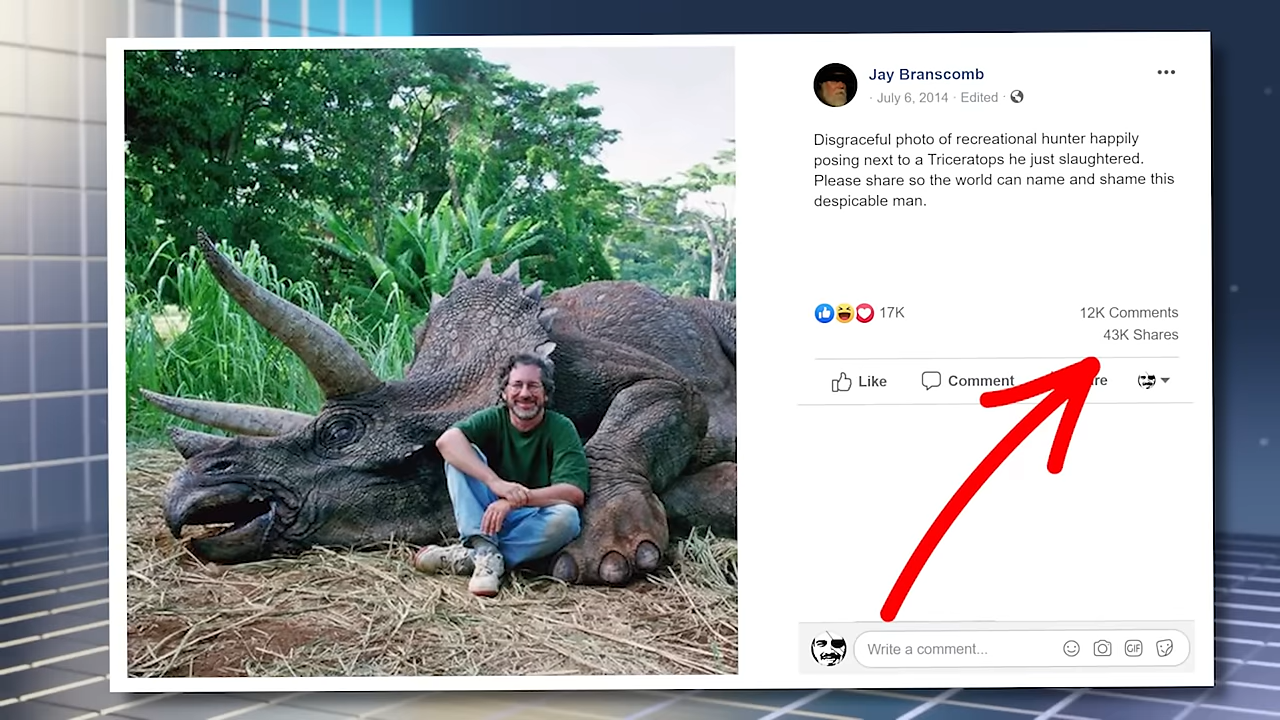 Jay Branscomb
· July 6, 2014 · Edited ·
Disgraceful photo of recreational hunter happily
posing next to a Triceratops he just slaughtered.
Please share so the world can name and shame this
despicable man.
17K
12K Comments
43K Shares
Like
Comment
Write a comment...
GIF